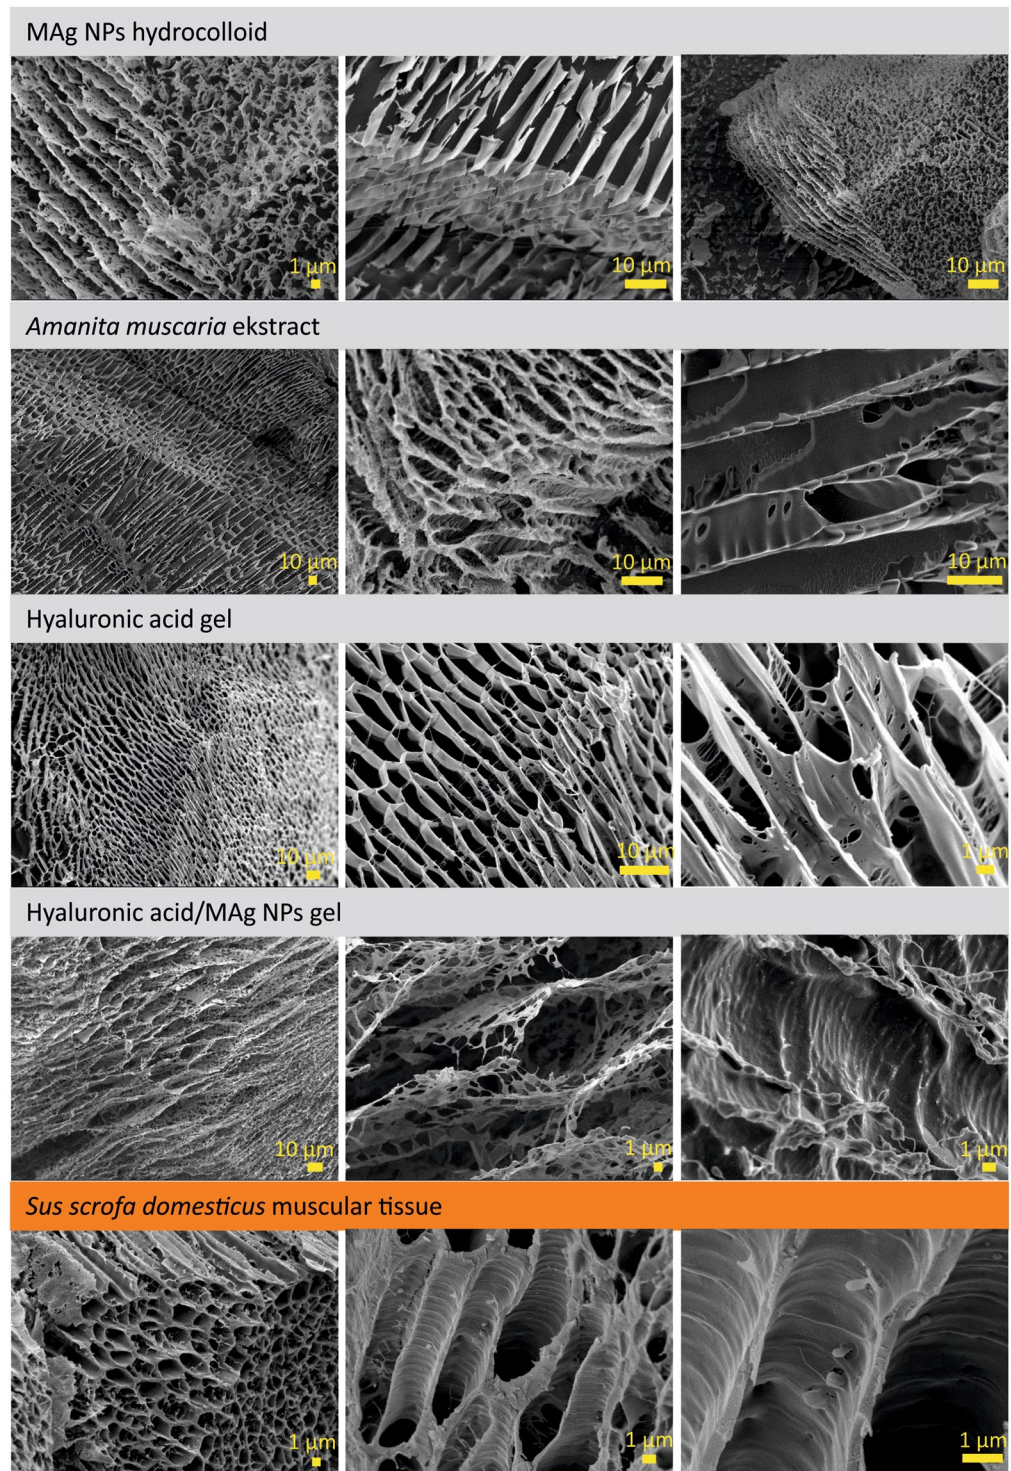 MAg NPs hydrocolloid
1 µm
10 µm
10 µm
Amanita muscaria ekstract
10 µm
10 µm
10 µm
Hyaluronic acid gel
10 µm
10 µm
1 µm
Hyaluronic acid/MAg NPs gel
10 µm
1 µm
1 µm
Sus scrofa domesticus muscular tissue
1 µm
1 µm
1 µm